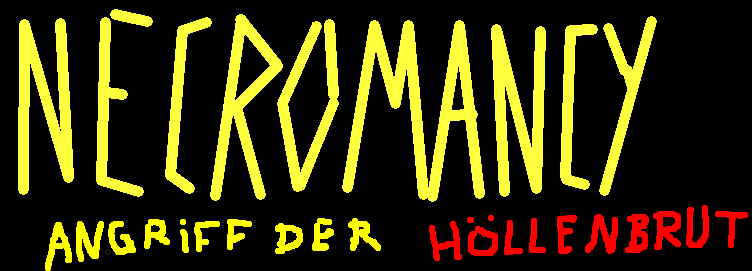 NECROMANCY
ANGRiFF DER HÖLLENBRUT